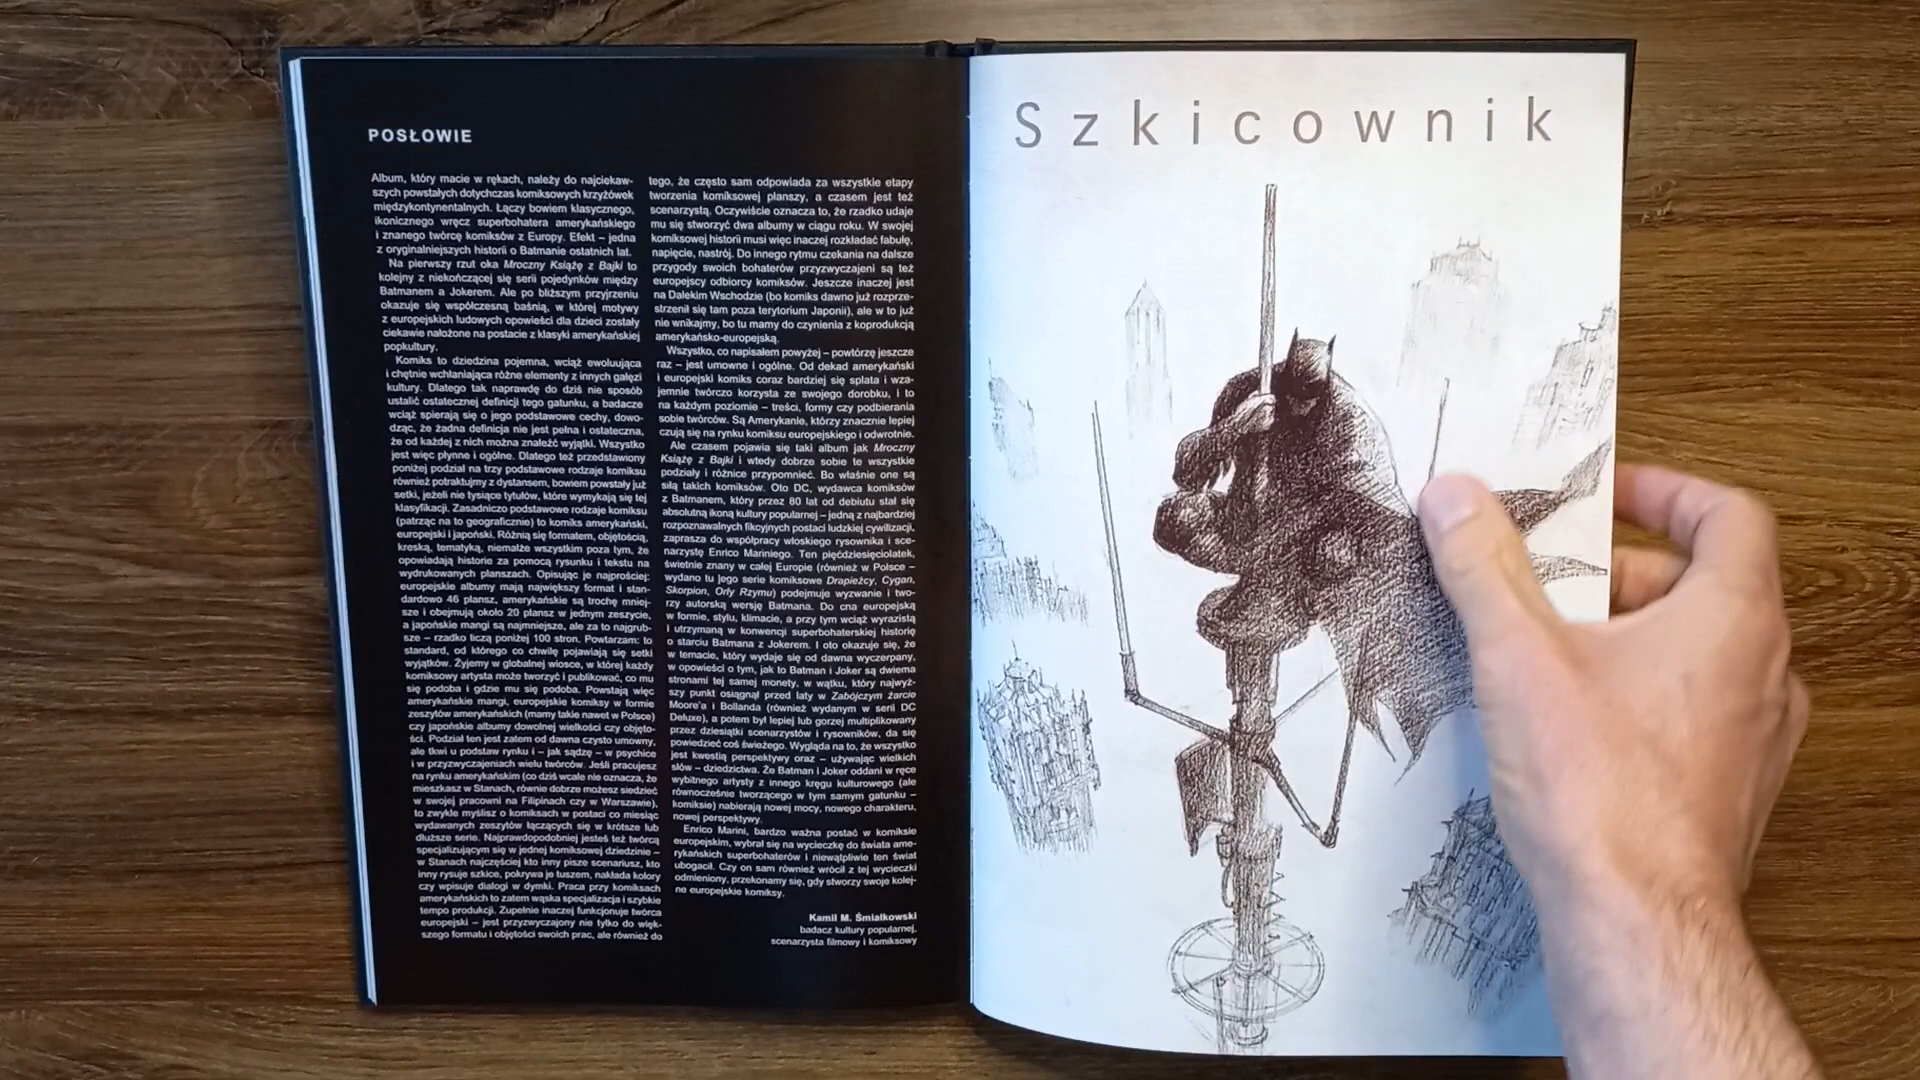 POSŁOWIE
Album, który macie w rękach, należy do najciekaw-
szych powstałych dotychczas komiksowych krzyżówek
międzykontynentalnych. Łączy bowiem klasycznego,
ikonicznego wręcz superbohatera amerykańskiego
i znanego twórcę komiksów z Europy. Efekt – jedna
z oryginalniejszych historii o Batmanie ostatnich lat.
Na pierwszy rzut oka Mroczny Książę z Bajki to
kolejny z niekończącej się serii pojedynków między
Batmanem a Jokerem. Ale po bliższym przyjrzeniu
okazuje się współczesną baśnią, w której motywy
z europejskich ludowych opowieści dla dzieci zostały
ciekawie nałożone na postacie z klasyki amerykańskiej
popkultury.
Komiks to dziedzina pojemna, wciąż ewoluująca
i chętnie wchłaniająca różne elementy z innych gałęzi
kultury. Dlatego tak naprawdę do dziś nie sposób
ustalić ostatecznej definicji tego gatunku, a badacze
wciąż spierają się o jego podstawowe cechy, dowo-
dząc, że żadna definicja nie jest pełna i ostateczna,
że od każdej z nich można znaleźć wyjątki. Wszystko
jest więc płynne i ogólne. Dlatego też przedstawiony
poniżej podział na trzy podstawowe rodzaje komiksu
również potraktujmy z dystansem, bowiem powstały już
setki, jeżeli nie tysiące tytułów, które wymykają się tej
klasyfikacji. Zasadniczo podstawowe rodzaje komiksu
(patrząc na to geograficznie) to komiks amerykański,
europejski i japoński. Różnią się formatem, objętością,
kreską, tematyką, niemalże wszystkim poza tym, że
opowiadają historie za pomocą rysunku i tekstu na
wydrukowanych planszach. Opisując je najprościej:
europejskie albumy mają największy format i stan-
dardowo 46 plansz, amerykańskie są trochę mniej-
sze i obejmują około 20 plansz w jednym zeszycie,
a japońskie mangi są najmniejsze, ale za to najgrub-
sze – rzadko liczą poniżej 100 stron. Powtarzam: to
standard, od którego co chwilę pojawiają się setki
wyjątków. Żyjemy w globalnej wiosce, w której każdy
komiksowy artysta może tworzyć i publikować, co mu
się podoba i gdzie mu się podoba. Powstają więc
amerykańskie mangi, europejskie komiksy w formie
zeszytów amerykańskich (mamy takie nawet w Polsce)
czy japońskie albumy dowolnej wielkości czy objęto-
ści. Podział ten jest zatem od dawna czysto umowny,
ale tkwi u podstaw rynku i – jak sądzę – w psychice
i w przyzwyczajeniach wielu twórców. Jeśli pracujesz
na rynku amerykańskim (co dziś wcale nie oznacza, że
mieszkasz w Stanach, równie dobrze możesz siedzieć
w swojej pracowni na Filipinach czy w Warszawie),
to zwykle myślisz o komiksach w postaci co miesiąc
wydawanych zeszytów łączących się w krótsze lub
dłuższe serie. Najprawdopodobniej jesteś też twórcą
specjalizującym się w jednej komiksowej dziedzinie –
w Stanach najczęściej kto inny pisze scenariusz, kto
inny rysuje szkice, pokrywa je tuszem, nakłada kolory
czy wpisuje dialogi w dymki. Praca przy komiksach
amerykańskich to zatem wąska specjalizacja i szybkie
tempo produkcji. Zupełnie inaczej funkcjonuje twórca
europejski – jest przyzwyczajony nie tylko do więk-
szego formatu i objętości swoich prac, ale również do
tego, że często sam odpowiada za wszystkie etapy
tworzenia komiksowej planszy, a czasem jest też
scenarzystą. Oczywiście oznacza to, że rzadko udaje
mu się stworzyć dwa albumy w ciągu roku. W swojej
komiksowej historii musi więc inaczej rozkładać fabułę,
napięcie, nastrój. Do innego rytmu czekania na dalsze
przygody swoich bohaterów przyzwyczajeni są też
europejscy odbiorcy komiksów. Jeszcze inaczej jest
na Dalekim Wschodzie (bo komiks dawno już rozprze-
strzenił się tam poza terytorium Japonii), ale w to już
nie wnikajmy, bo tu mamy do czynienia z koprodukcją
amerykańsko-europejską.
Wszystko, co napisałem powyżej – powtórzę jeszcze
raz – jest umowne i ogólne. Od dekad amerykański
i europejski komiks coraz bardziej się splata i wza-
jemnie twórczo korzysta ze swojego dorobku, i to
na każdym poziomie – treści, formy czy podbierania
sobie twórców. Są Amerykanie, którzy znacznie lepiej
czują się na rynku komiksu europejskiego i odwrotnie.
Ale czasem pojawia się taki album jak Mroczny
Książę z Bajki i wtedy dobrze sobie te wszystkie
podziały i różnice przypomnieć. Bo właśnie one są
siłą takich komiksów. Oto DC, wydawca komiksów
z Batmanem, który przez 80 lat od debiutu stał się
absolutną ikoną kultury popularnej – jedną z najbardziej
rozpoznawalnych fikcyjnych postaci ludzkiej cywilizacji,
zaprasza do współpracy włoskiego rysownika i sce-
narzystę Enrico Mariniego. Ten pięćdziesięciolatek,
świetnie znany w całej Europie (również w Polsce –
wydano tu jego serie komiksowe Drapieżcy, Cygan,
Skorpion, Orły Rzymu) podejmuje wyzwanie i two-
rzy autorską wersję Batmana. Do cna europejską
w formie, stylu, klimacie, a przy tym wciąż wyrazistą
i utrzymaną w konwencji superbohaterskiej historię
o starciu Batmana z Jokerem. I oto okazuje się, że
w temacie, który wydaje się od dawna wyczerpany,
w opowieści o tym, jak to Batman i Joker są dwiema
stronami tej samej monety, w wątku, który najwyż-
szy punkt osiągnął przed laty w Zabójczym żarcie
Moore'a i Bollanda (również wydanym w serii DC
Deluxe), a potem był lepiej lub gorzej multiplikowany
przez dziesiątki scenarzystów i rysowników, da się
powiedzieć coś świeżego. Wygląda na to, że wszystko
jest kwestią perspektywy oraz – używając wielkich
słów – dziedzictwa. Że Batman i Joker oddani w ręce
wybitnego artysty z innego kręgu kulturowego (ale
równocześnie tworzącego w tym samym gatunku –
komiksie) nabierają nowej mocy, nowego charakteru,
nowej perspektywy.
Enrico Marini, bardzo ważna postać w komiksie
europejskim, wybrał się na wycieczkę do świata ame-
rykańskich superbohaterów i niewątpliwie ten świat
ubogacił. Czy on sam również wrócił z tej wycieczki
odmieniony, przekonamy się, gdy stworzy swoje kolej-
ne europejskie komiksy.
Kamil M. Śmiałkowski
badacz kultury popularnej,
scenarzysta filmowy i komiksowy
Szkicownik